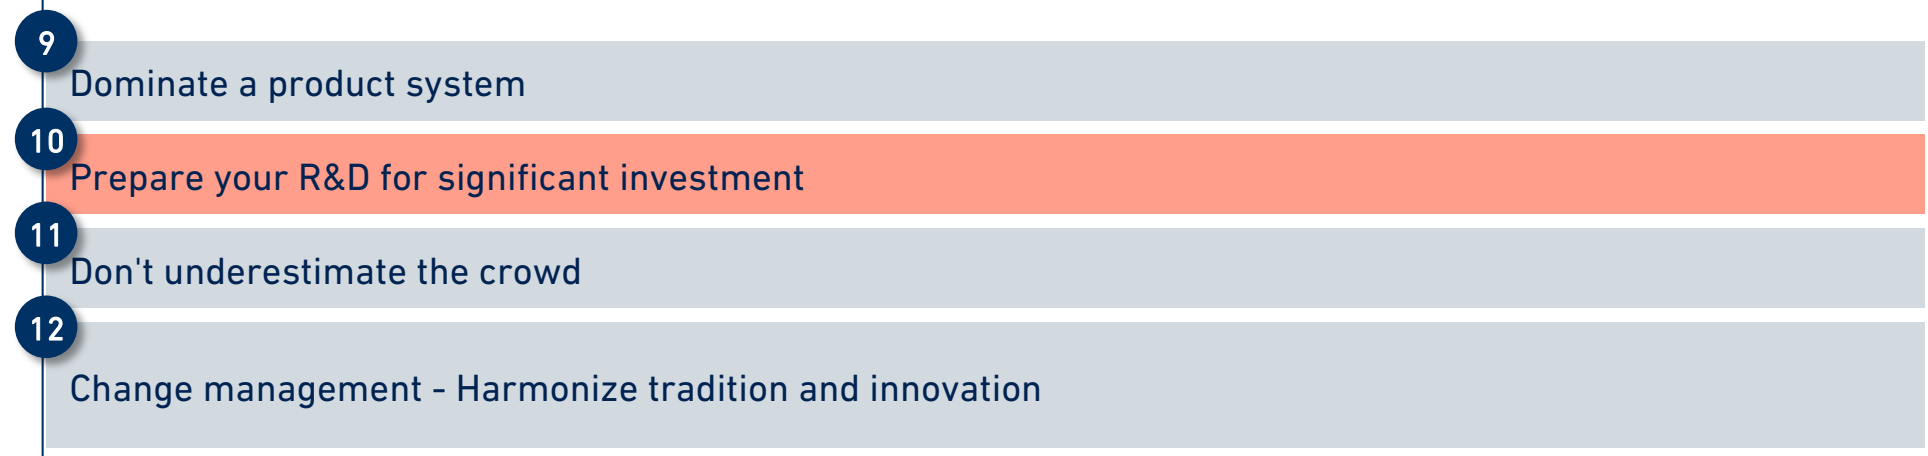 9
Dominate a product system
10
Prepare your R&D for significant investment
11
Don't underestimate the crowd
12
Change management - Harmonize tradition and innovation